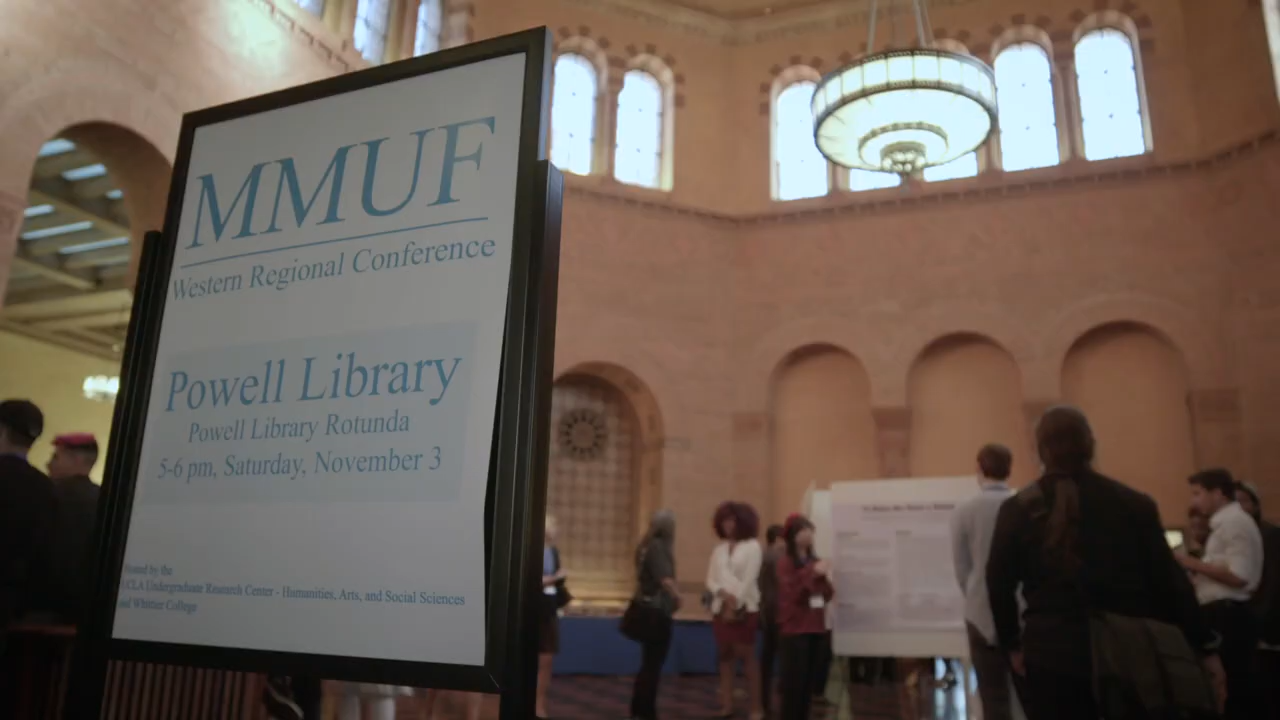 MMUF
Western Regional Conference
Powell Library
Powell Library Rotunda
5-6 pm, Saturday, November 3
Hosted by the
UCLA Undergraduate Research Center - Humanities, Arts, and Social Sciences
and Whittier College